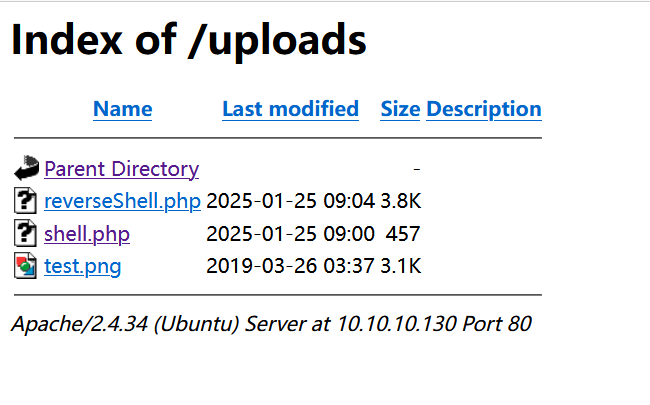 Index of /uploads
Name Last modified Size Description
Parent Directory -
reverseShell.php 2025-01-25 09:04 3.8K
shell.php 2025-01-25 09:00 457
test.png 2019-03-26 03:37 3.1K
Apache/2.4.34 (Ubuntu) Server at 10.10.10.130 Port 80